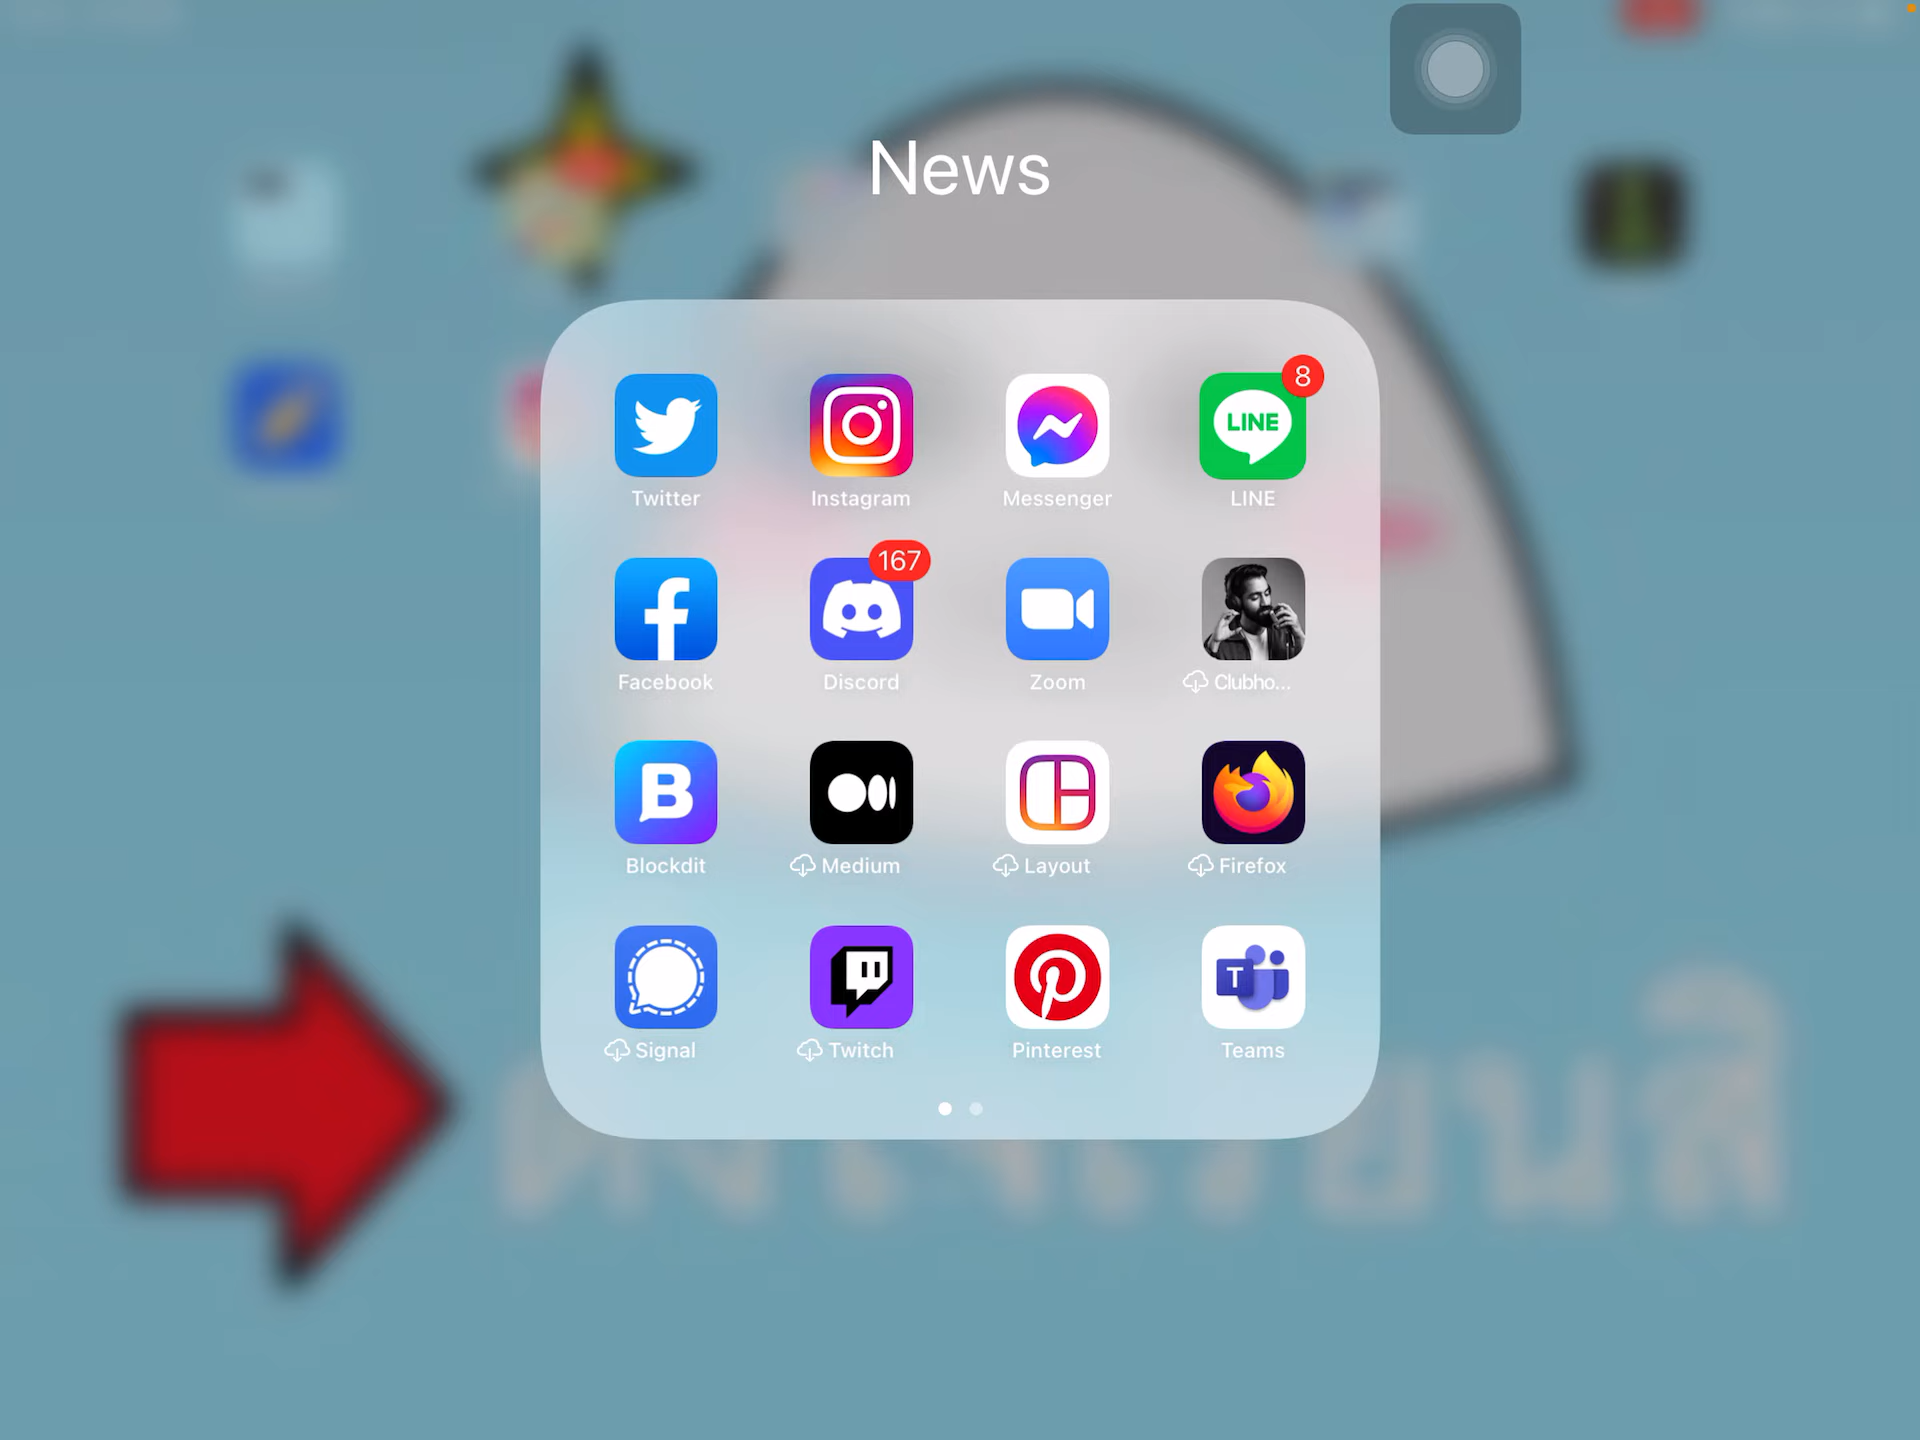 News
8
LINE
Twitter
Instagram
Messenger
LINE
167
Facebook
Discord
Zoom
Clubho...
B
Blockdit
Medium
Layout
Firefox
T
Signal
Twitch
Pinterest
Teams